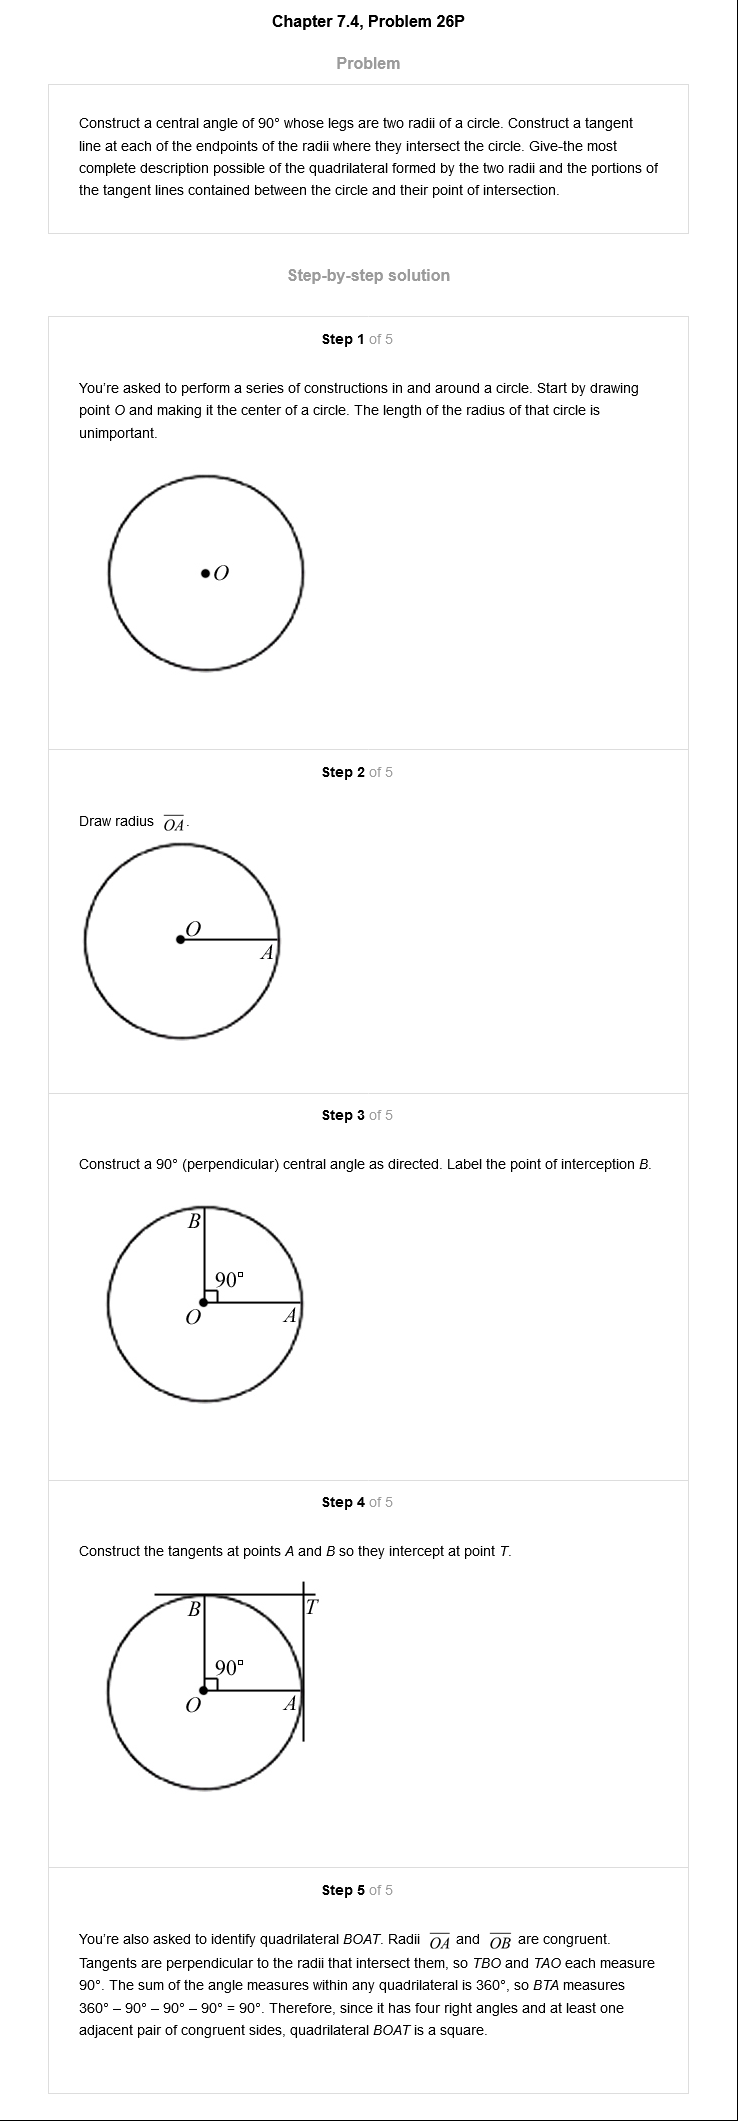 Chapter 7.4, Problem 26P
Problem
Construct a central angle of 90° whose legs are two radii of a circle. Construct a tangent
line at each of the endpoints of the radii where they intersect the circle. Give-the most
complete description possible of the quadrilateral formed by the two radii and the portions of
the tangent lines contained between the circle and their point of intersection.
Step-by-step solution
Step 1 of 5
You're asked to perform a series of constructions in and around a circle. Start by drawing
point O and making it the center of a circle. The length of the radius of that circle is
unimportant.
O
Step 2 of 5
Draw radius O̅A̅.
O
A
Step 3 of 5
Construct a 90° (perpendicular) central angle as directed. Label the point of interception B.
B
90°
O
A
Step 4 of 5
Construct the tangents at points A and B so they intercept at point T.
B
T
90°
O
A
Step 5 of 5
You're also asked to identify quadrilateral BOAT. Radii O̅A̅ and O̅B̅ are congruent.
Tangents are perpendicular to the radii that intersect them, so TBO and TAO each measure
90°. The sum of the angle measures within any quadrilateral is 360°, so BTA measures
360° – 90° – 90° – 90° = 90°. Therefore, since it has four right angles and at least one
adjacent pair of congruent sides, quadrilateral BOAT is a square.